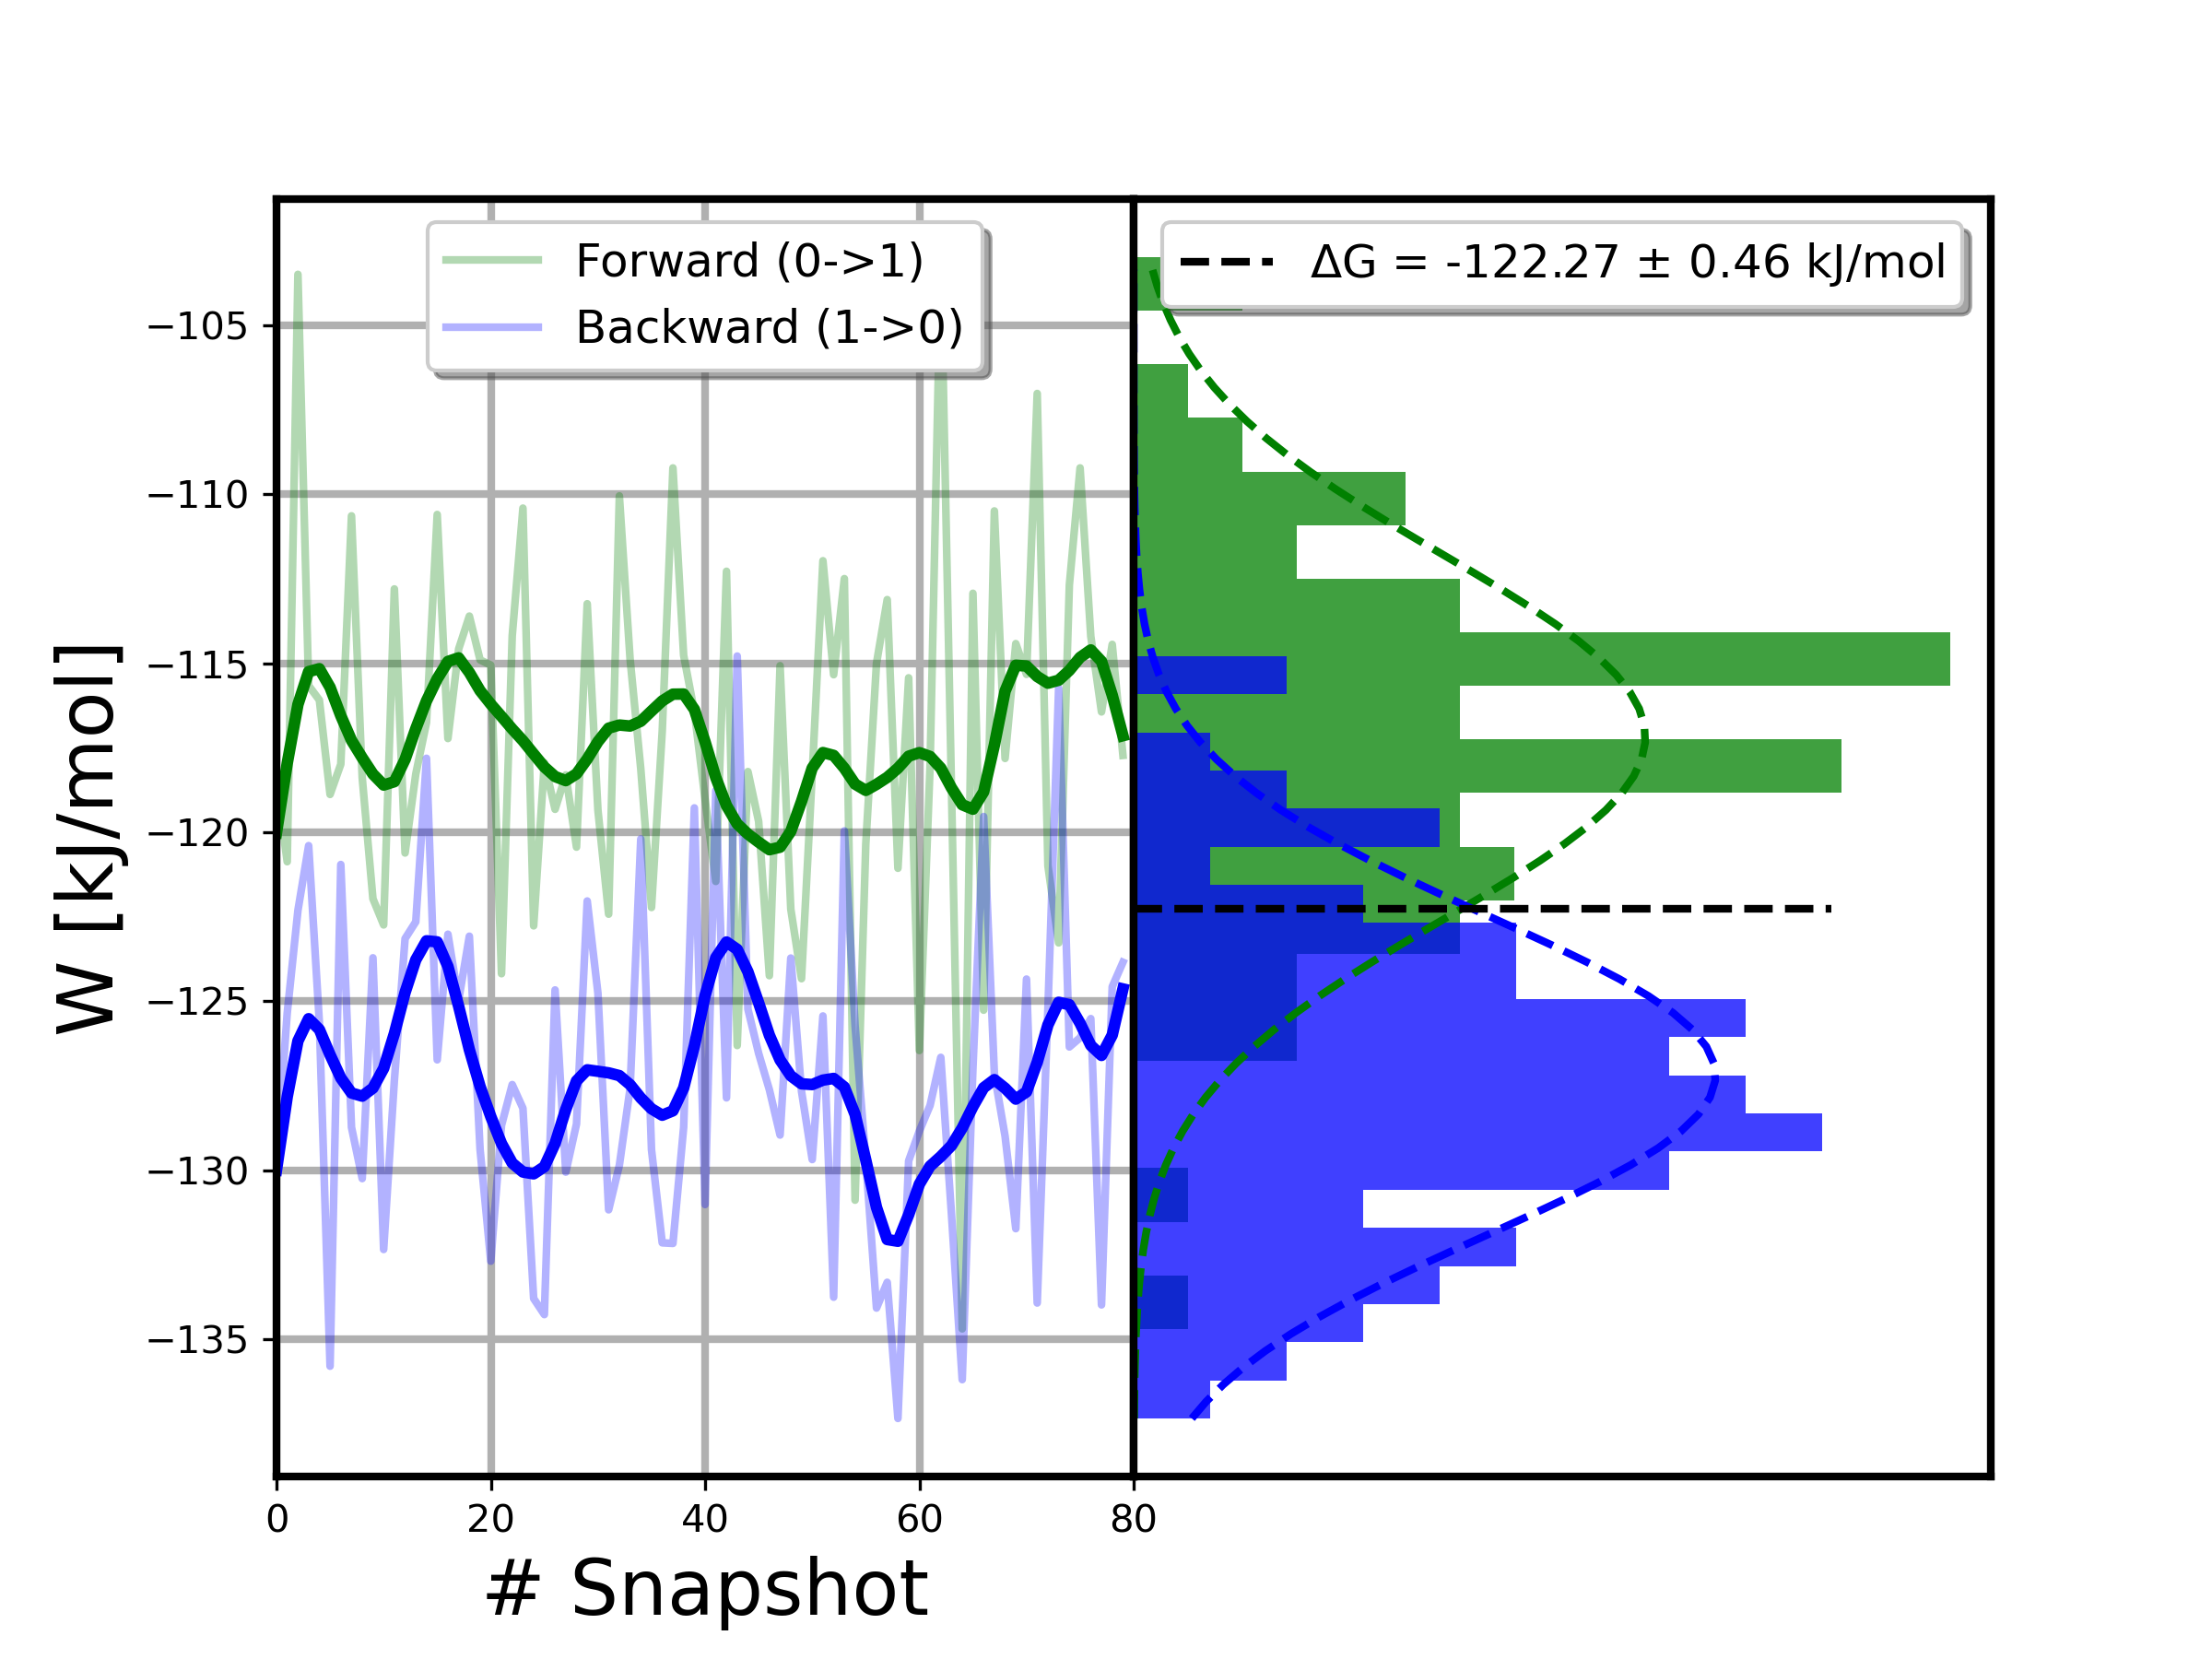 Forward (0->1)
Backward (1->0)
ΔG = -122.27 ± 0.46 kJ/mol
−105
−110
−115
−120
−125
−130
−135
W [kJ/mol]
0 20 40 60 80
# Snapshot